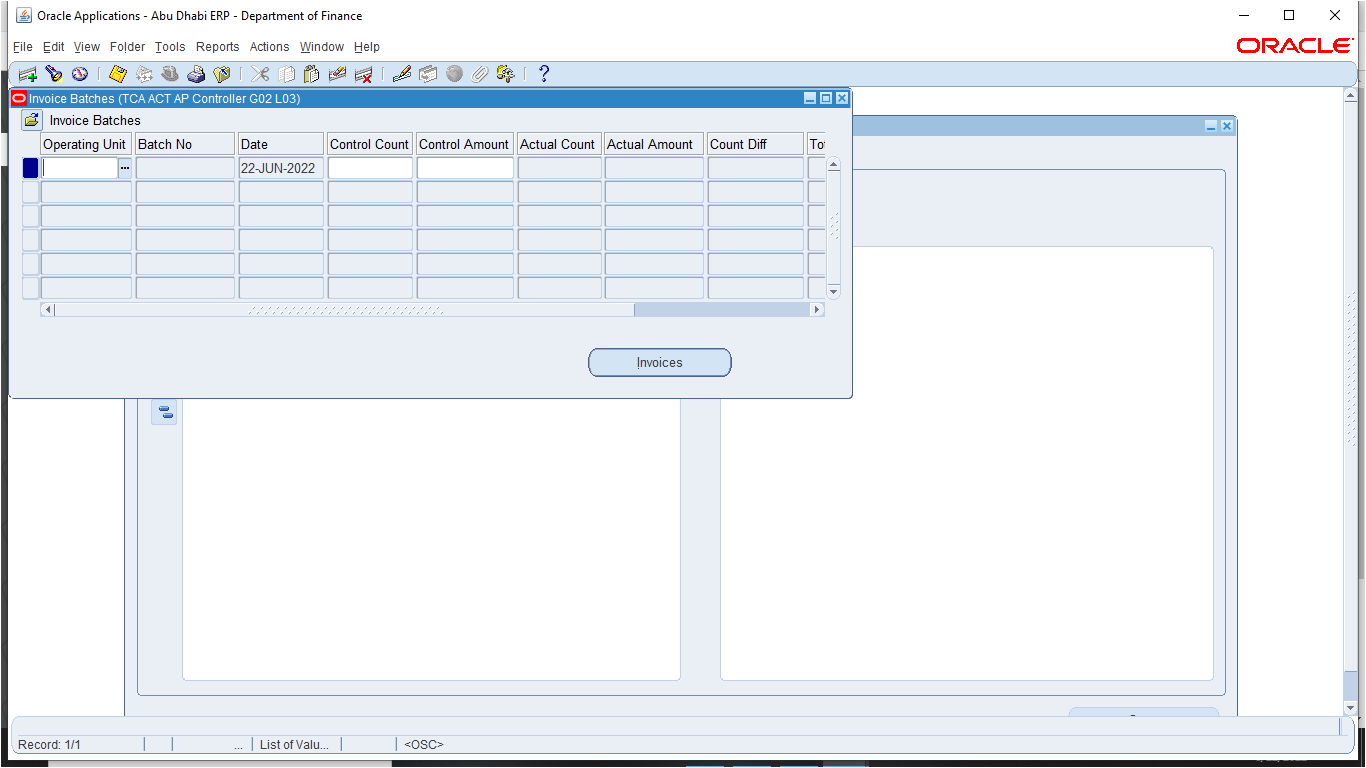 Oracle Applications - Abu Dhabi ERP - Department of Finance
File Edit View Folder Tools Reports Actions Window Help
ORACLE
Invoice Batches (TCA ACT AP Controller G02 L03)
Invoice Batches
Operating Unit Batch No Date Control Count Control Amount Actual Count Actual Amount Count Diff
... 22-JUN-2022
Invoices
Record: 1/1 ... List of Valu... <OSC>